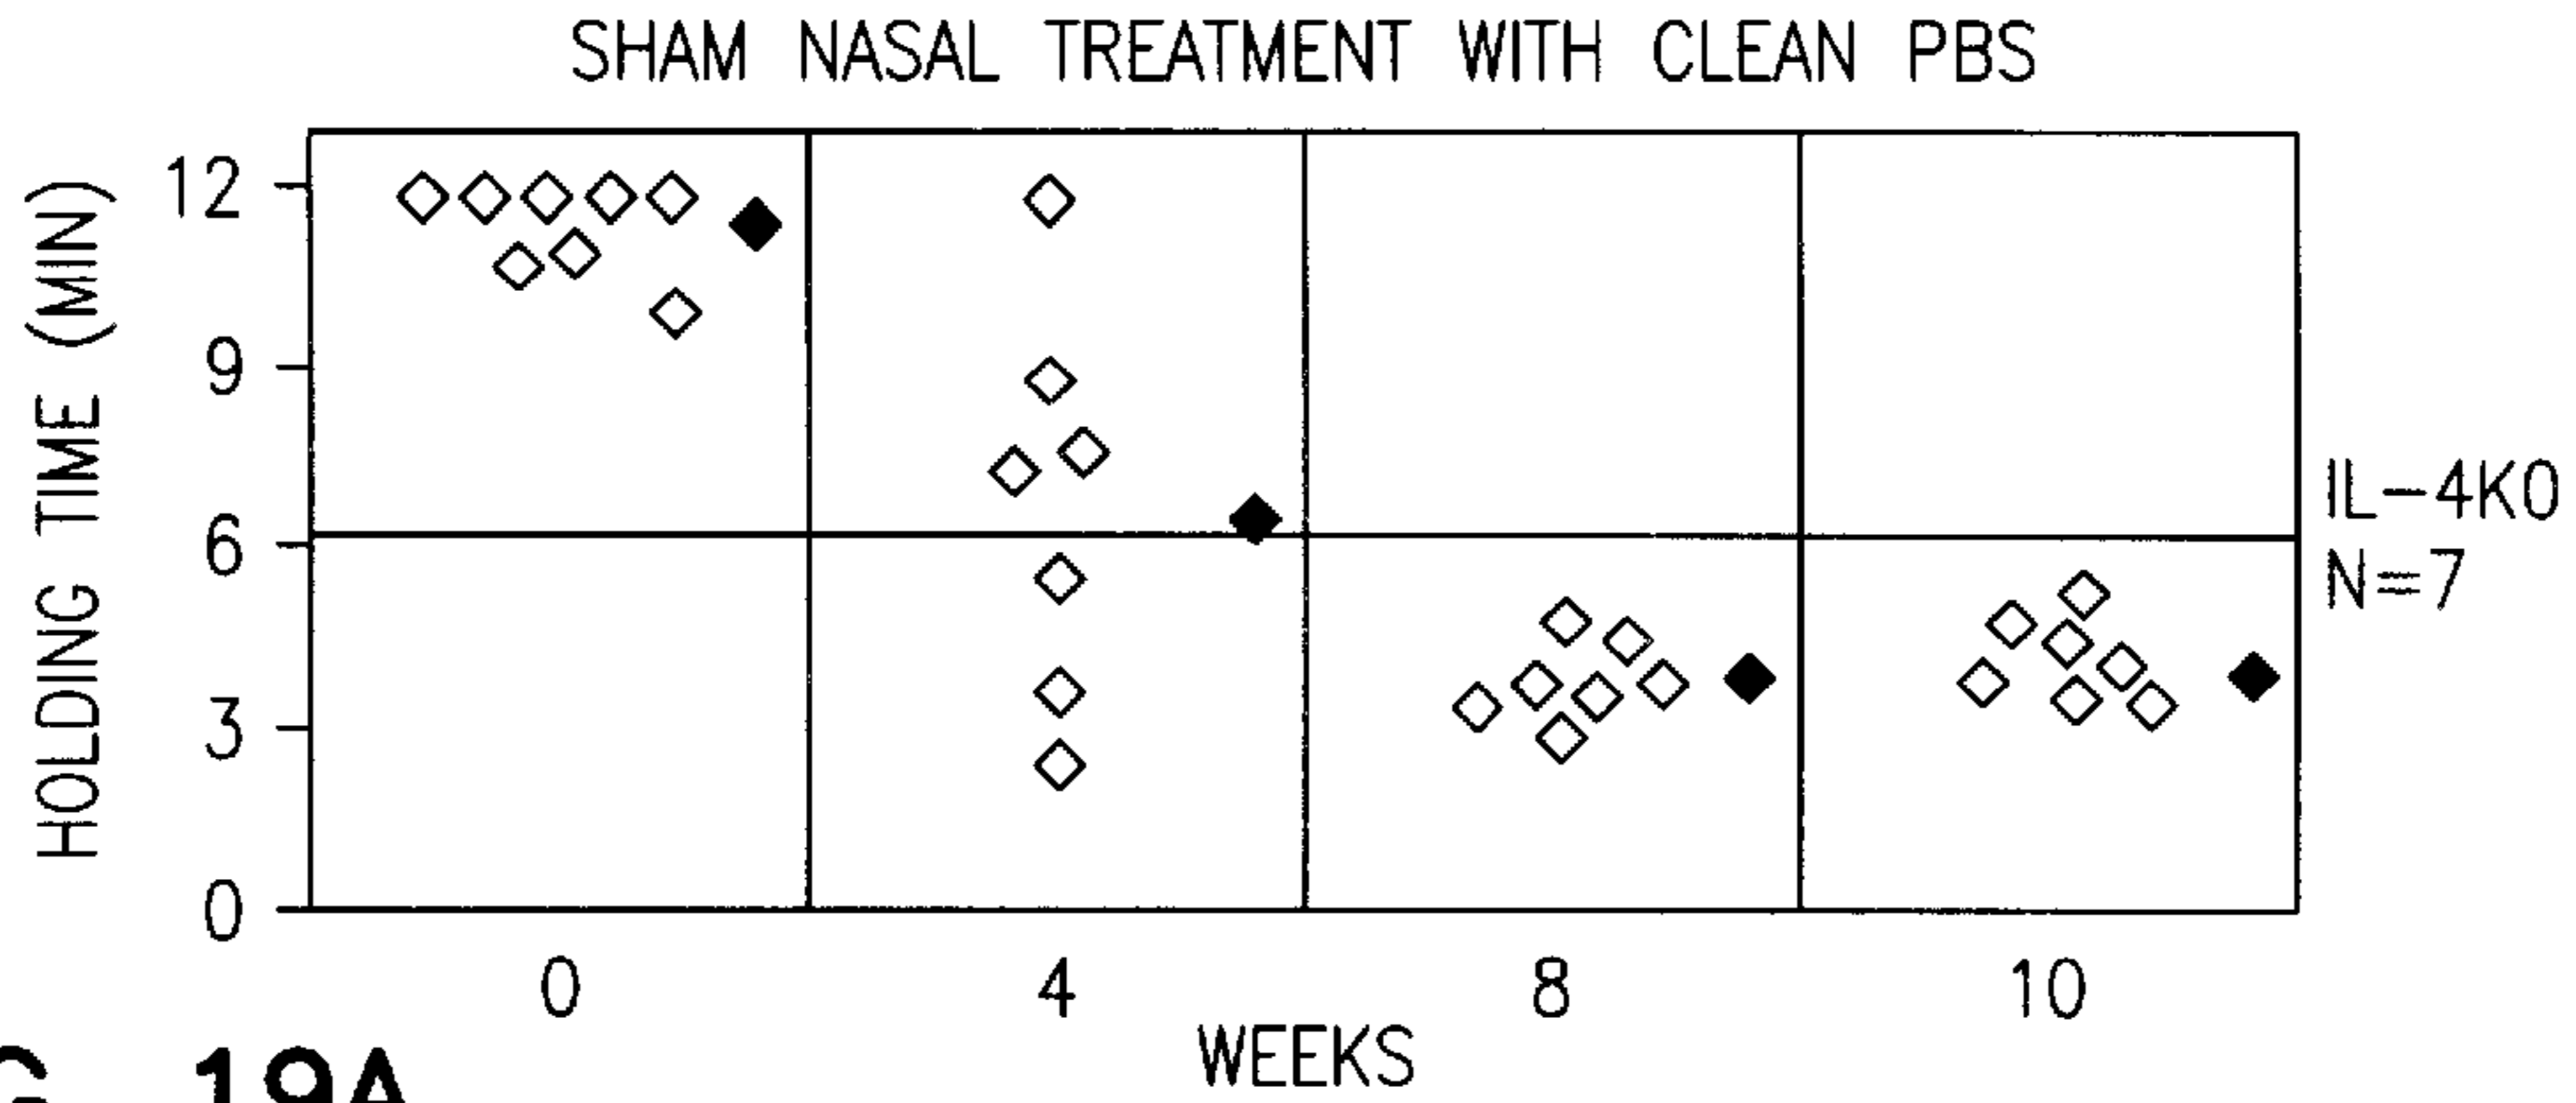 SHAM NASAL TREATMENT WITH CLEAN PBS
HOLDING TIME (MIN)
12
9
6
3
0
IL-4KO
N=7
0 4 8 10
WEEKS
19A